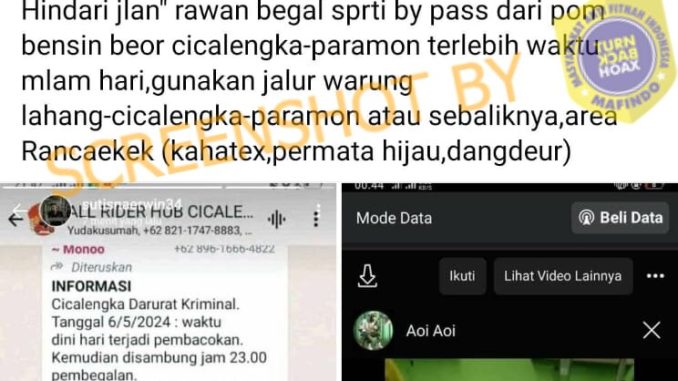 Hindari jlan" rawan begal sprti by pass dari pom
bensin beor cicalengka-paramon terlebih waktu
mlam hari,gunakan jalur warung
lahang-cicalengka-paramon atau sebaliknya,area
Rancaekek (kahatex,permata hijau,dangdeur)
SCREENSHOT BY
MASYARAKAT ANTI FITNAH INDONESIA
TURN
BACK
HOAX
MAFINDO
sutisnaerwin34
ALL RIDER HUB CICALE...
Yudakusumah, +62 821-1747-8883, ...
~ Monoo +62 896-1666-4822
Diteruskan
INFORMASI
Cicalengka Darurat Kriminal.
Tanggal 6/5/2024 : waktu
dini hari terjadi pembacokan.
Kemudian disambung jam 23.00
pembegalan.
00.44
Mode Data
Beli Data
Ikuti
Lihat Video Lainnya
Aoi Aoi